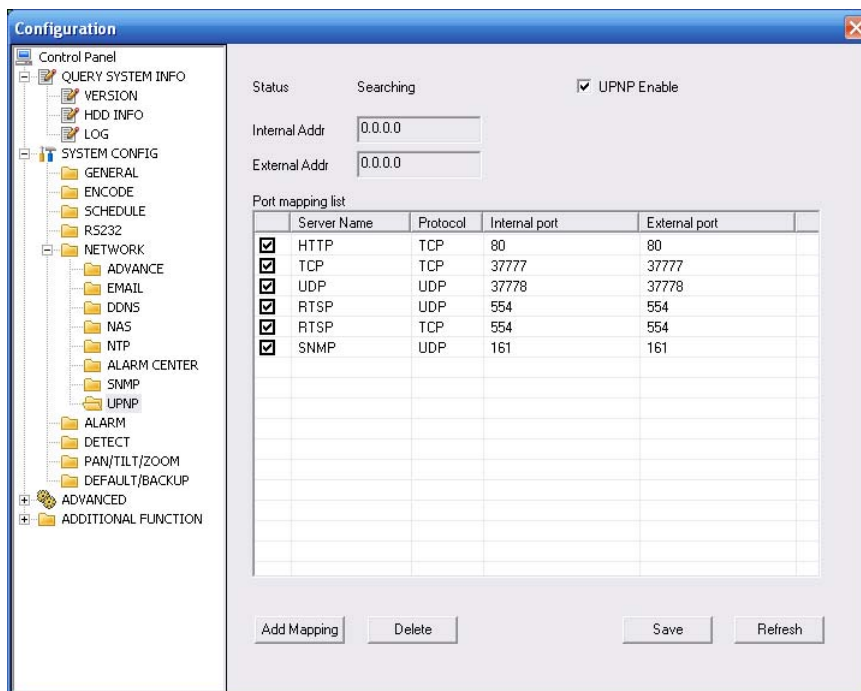 Configuration
Control Panel
QUERY SYSTEM INFO
VERSION
HDD INFO
LOG
SYSTEM CONFIG
GENERAL
ENCODE
SCHEDULE
RS232
NETWORK
ADVANCE
EMAIL
DDNS
NAS
NTP
ALARM CENTER
SNMP
UPNP
ALARM
DETECT
PAN/TILT/ZOOM
DEFAULT/BACKUP
ADVANCED
ADDITIONAL FUNCTION
Status Searching UPNP Enable
Internal Addr 0.0.0.0
External Addr 0.0.0.0
Port mapping list
Server Name Protocol Internal port External port
HTTP TCP 80 80
TCP TCP 37777 37777
UDP UDP 37778 37778
RTSP UDP 554 554
RTSP TCP 554 554
SNMP UDP 161 161
Add Mapping Delete Save Refresh